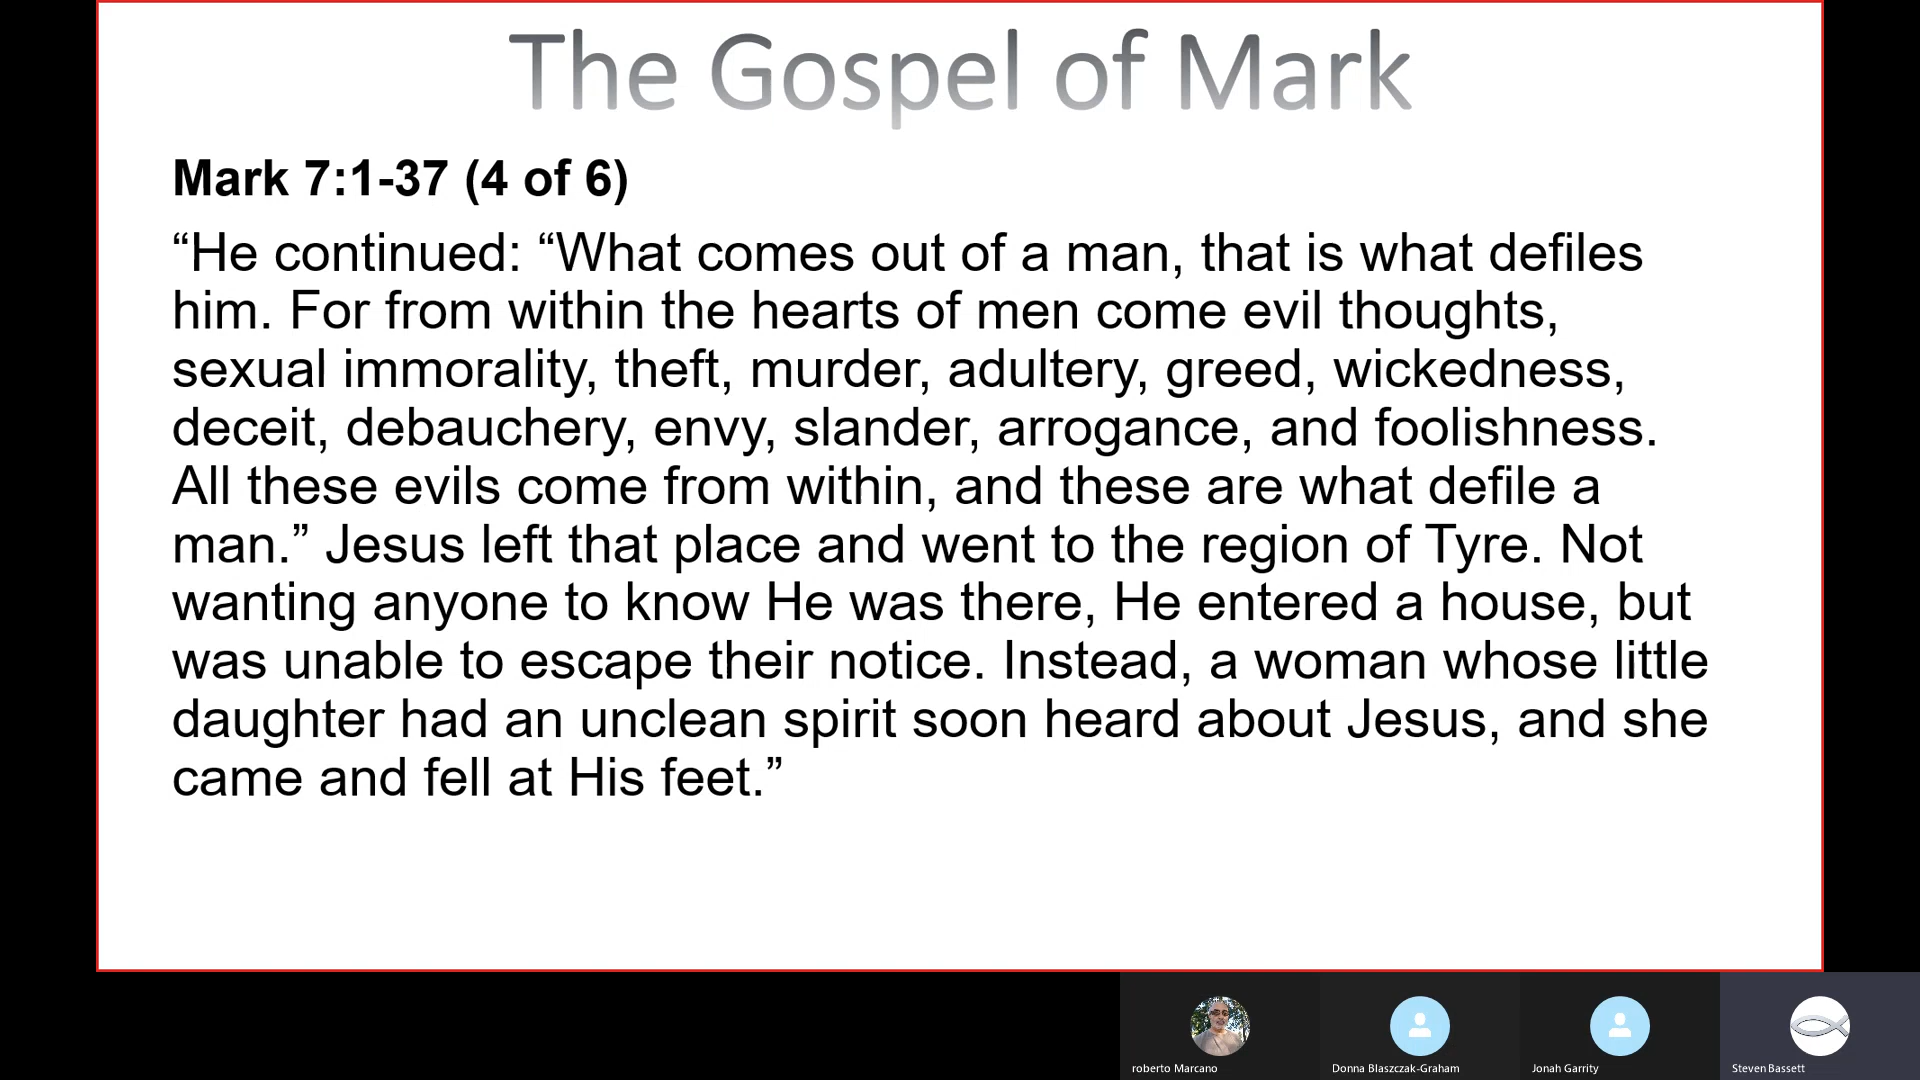 The Gospel of Mark
Mark 7:1-37 (4 of 6)
“He continued: “What comes out of a man, that is what defiles
him. For from within the hearts of men come evil thoughts,
sexual immorality, theft, murder, adultery, greed, wickedness,
deceit, debauchery, envy, slander, arrogance, and foolishness.
All these evils come from within, and these are what defile a
man.” Jesus left that place and went to the region of Tyre. Not
wanting anyone to know He was there, He entered a house, but
was unable to escape their notice. Instead, a woman whose little
daughter had an unclean spirit soon heard about Jesus, and she
came and fell at His feet.”
roberto Marcano
Donna Blaszczak-Graham
Jonah Garrity
Steven Bassett